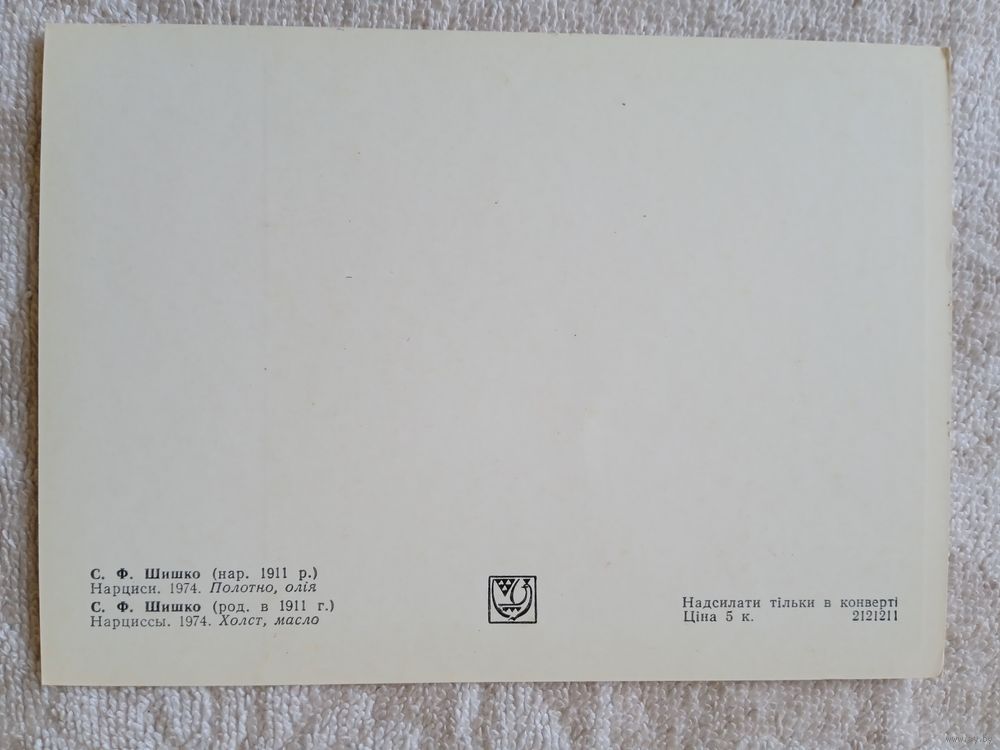 С. Ф. Шишко (нар. 1911 р.)
Нарциси. 1974. Полотно, олія
С. Ф. Шишко (род. в 1911 г.)
Нарциссы. 1974. Холст, масло
Надсилати тільки в конверті
Ціна 5 к. 2121211